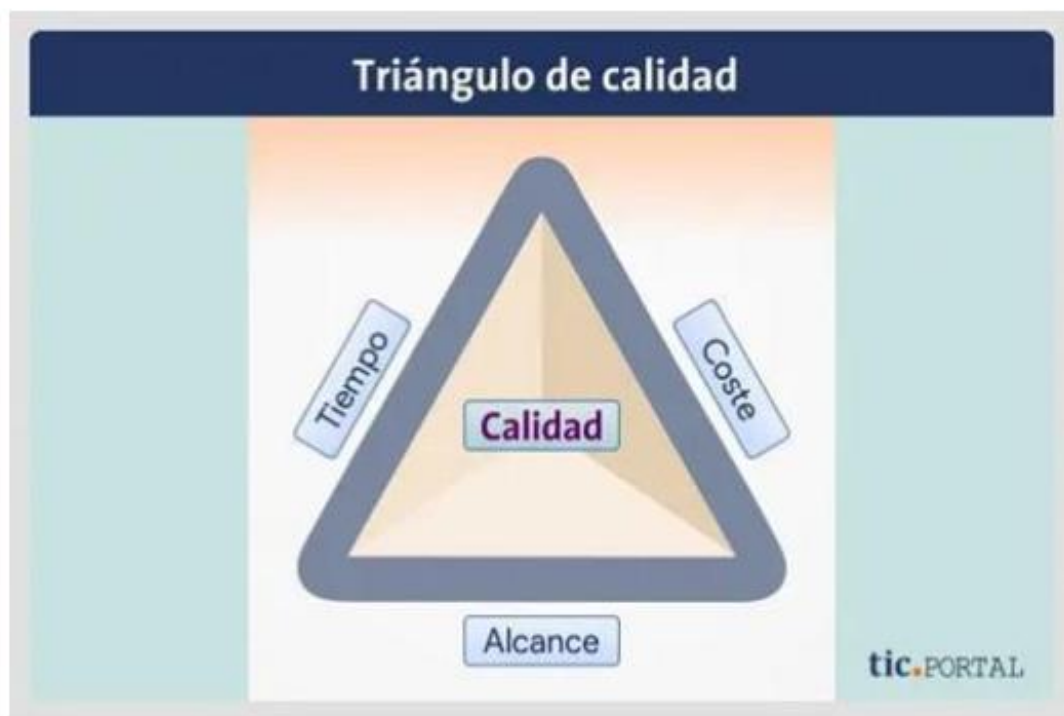 Triángulo de calidad
Tiempo
Coste
Calidad
Alcance
tic.PORTAL